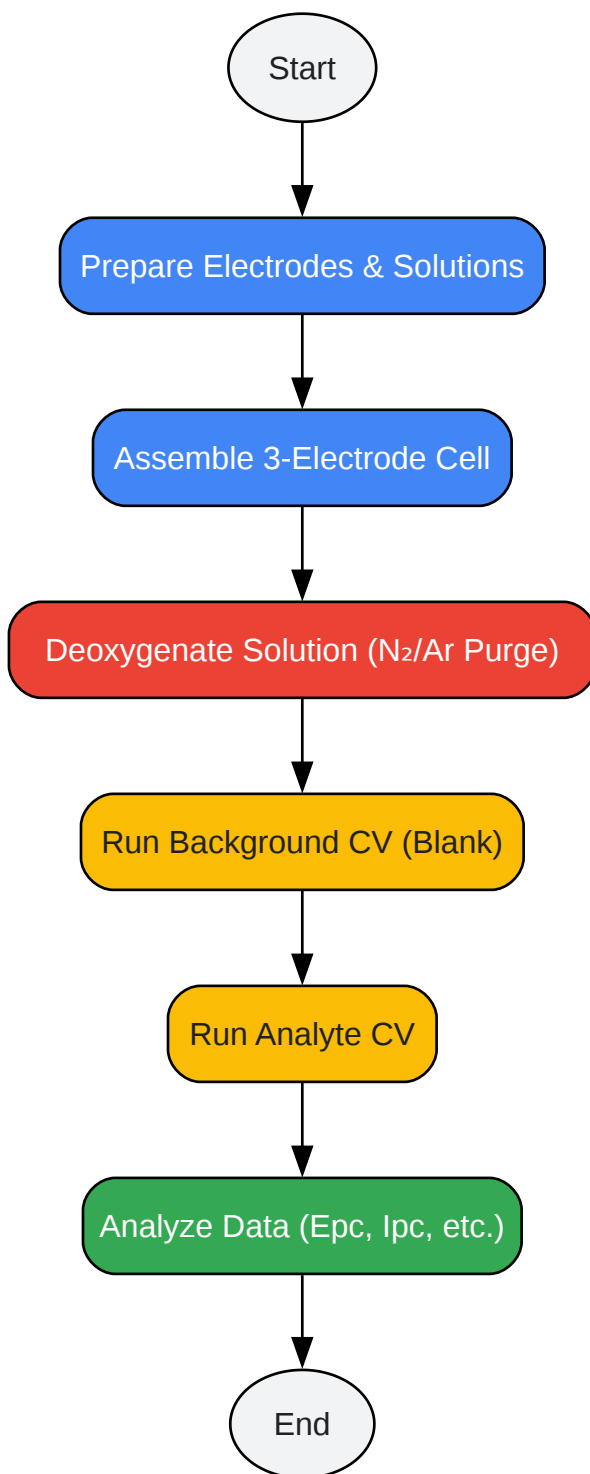 Start
Prepare Electrodes & Solutions
Assemble 3-Electrode Cell
Deoxygenate Solution (N₂/Ar Purge)
Run Background CV (Blank)
Run Analyte CV
Analyze Data (Epc, Ipc, etc.)
End